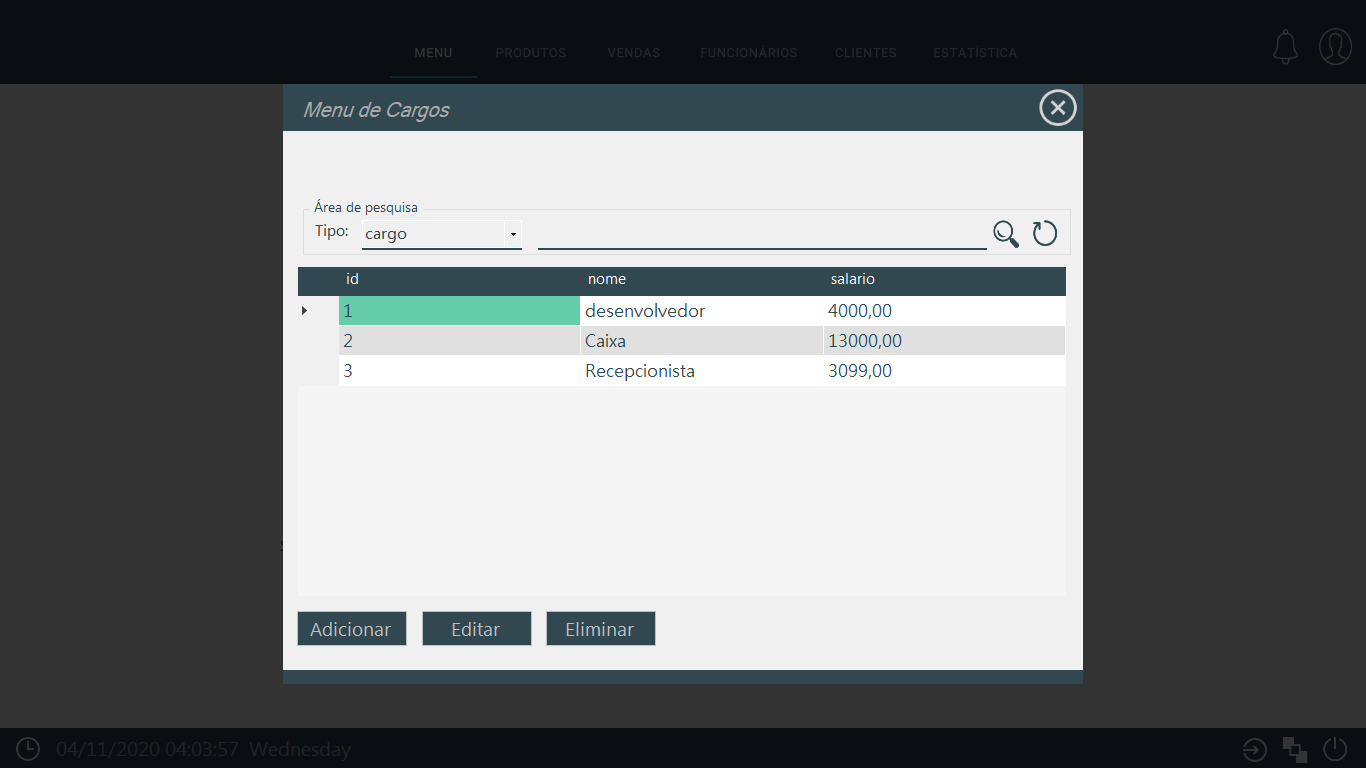 MENU PRODUTOS VENDAS FUNCIONÁRIOS CLIENTES ESTATÍSTICA
Menu de Cargos
Área de pesquisa
Tipo: cargo
id nome salario
1 desenvolvedor 4000,00
2 Caixa 13000,00
3 Recepcionista 3099,00
Adicionar Editar Eliminar
04/11/2020 04:03:57 Wednesday